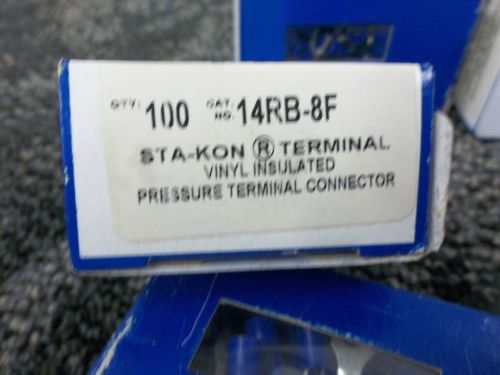 QTY: 100 CAT. NO. 14RB-8F
STA-KON ® TERMINAL
VINYL INSULATED
PRESSURE TERMINAL CONNECTOR